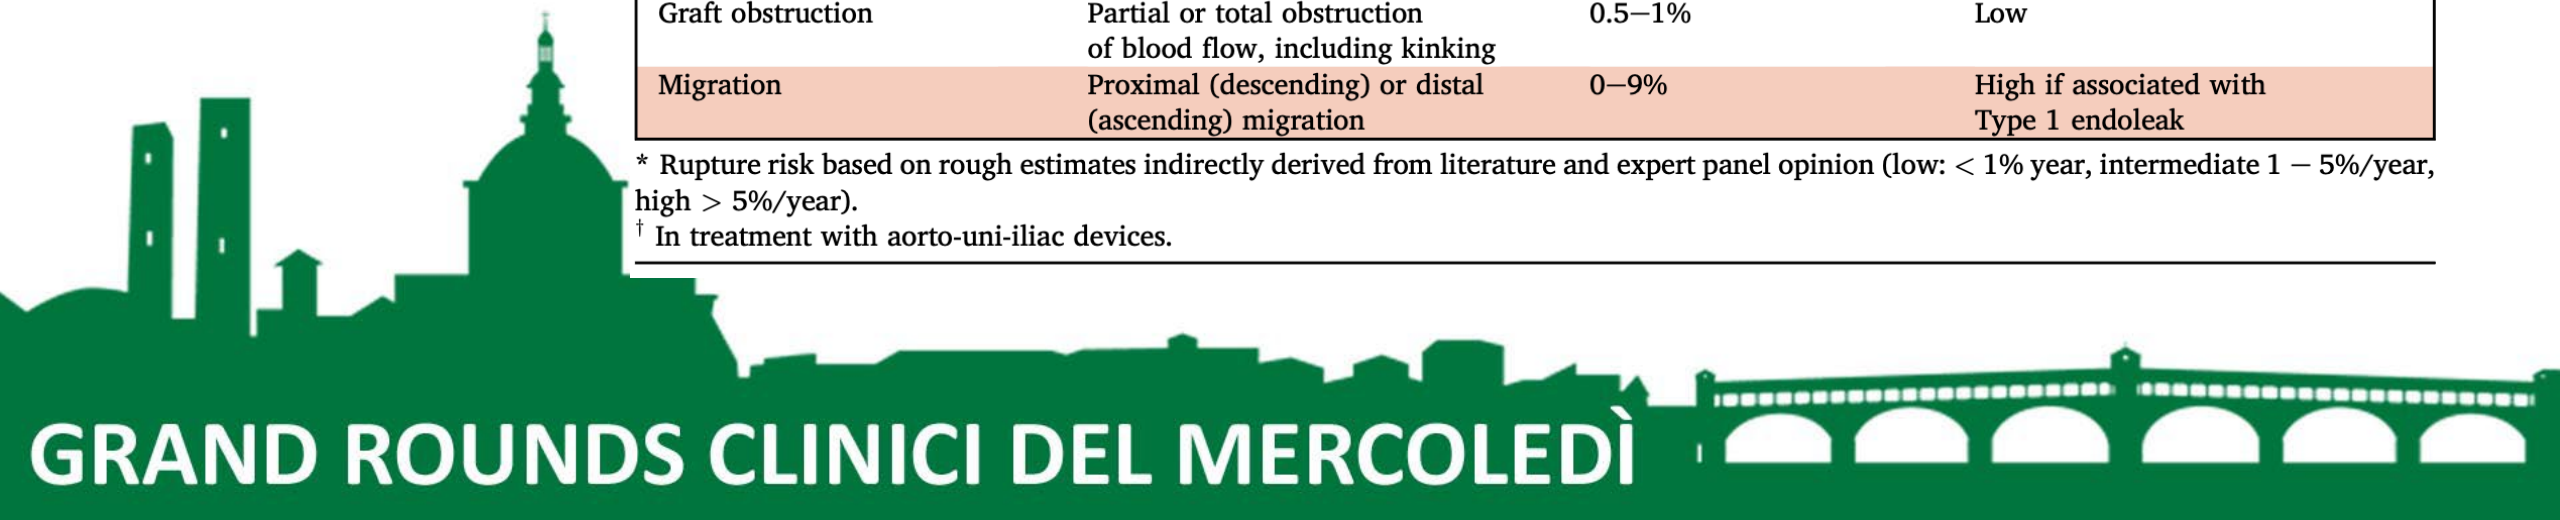 Graft obstruction Partial or total obstruction 0.5–1% Low
of blood flow, including kinking
Migration Proximal (descending) or distal 0–9% High if associated with
(ascending) migration Type 1 endoleak
* Rupture risk based on rough estimates indirectly derived from literature and expert panel opinion (low: < 1% year, intermediate 1 – 5%/year,
high > 5%/year).
† In treatment with aorto-uni-iliac devices.
GRAND ROUNDS CLINICI DEL MERCOLEDÌ